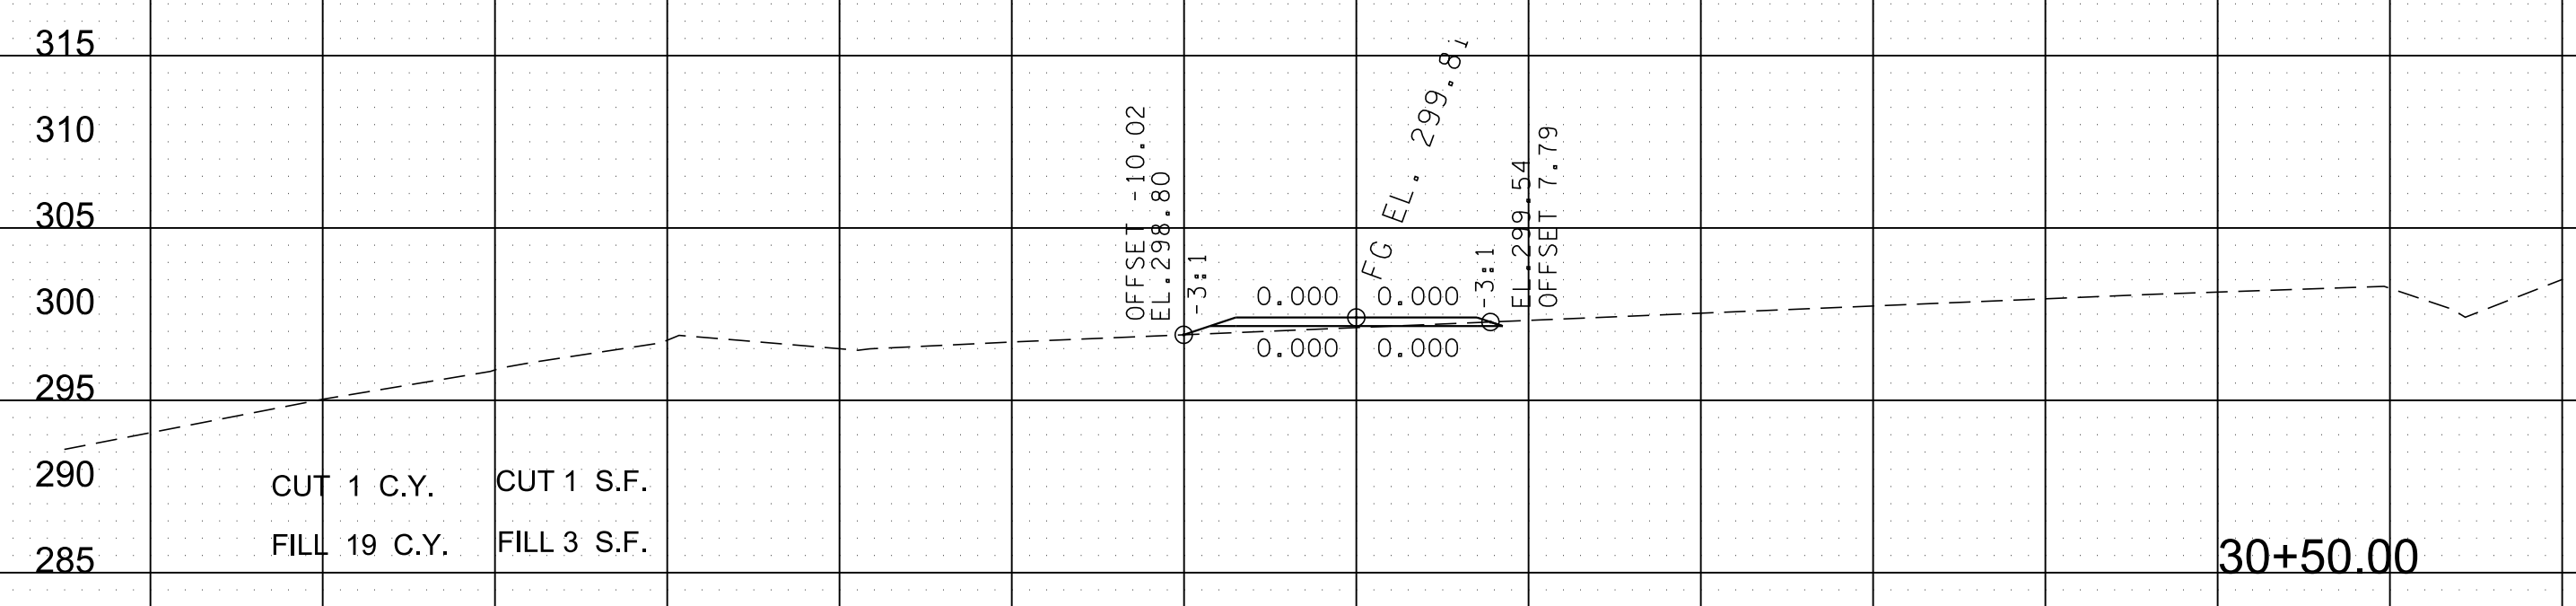 315
310
305
300
295
290
285
OFFSET -10.02
EL.298.80
-3:1
0.000 0.000
FG EL. 299.81
-3:1
EL.299.54
OFFSET 7.79
0.000 0.000
CUT 1 C.Y. CUT 1 S.F.
FILL 19 C.Y. FILL 3 S.F.
30+50.00